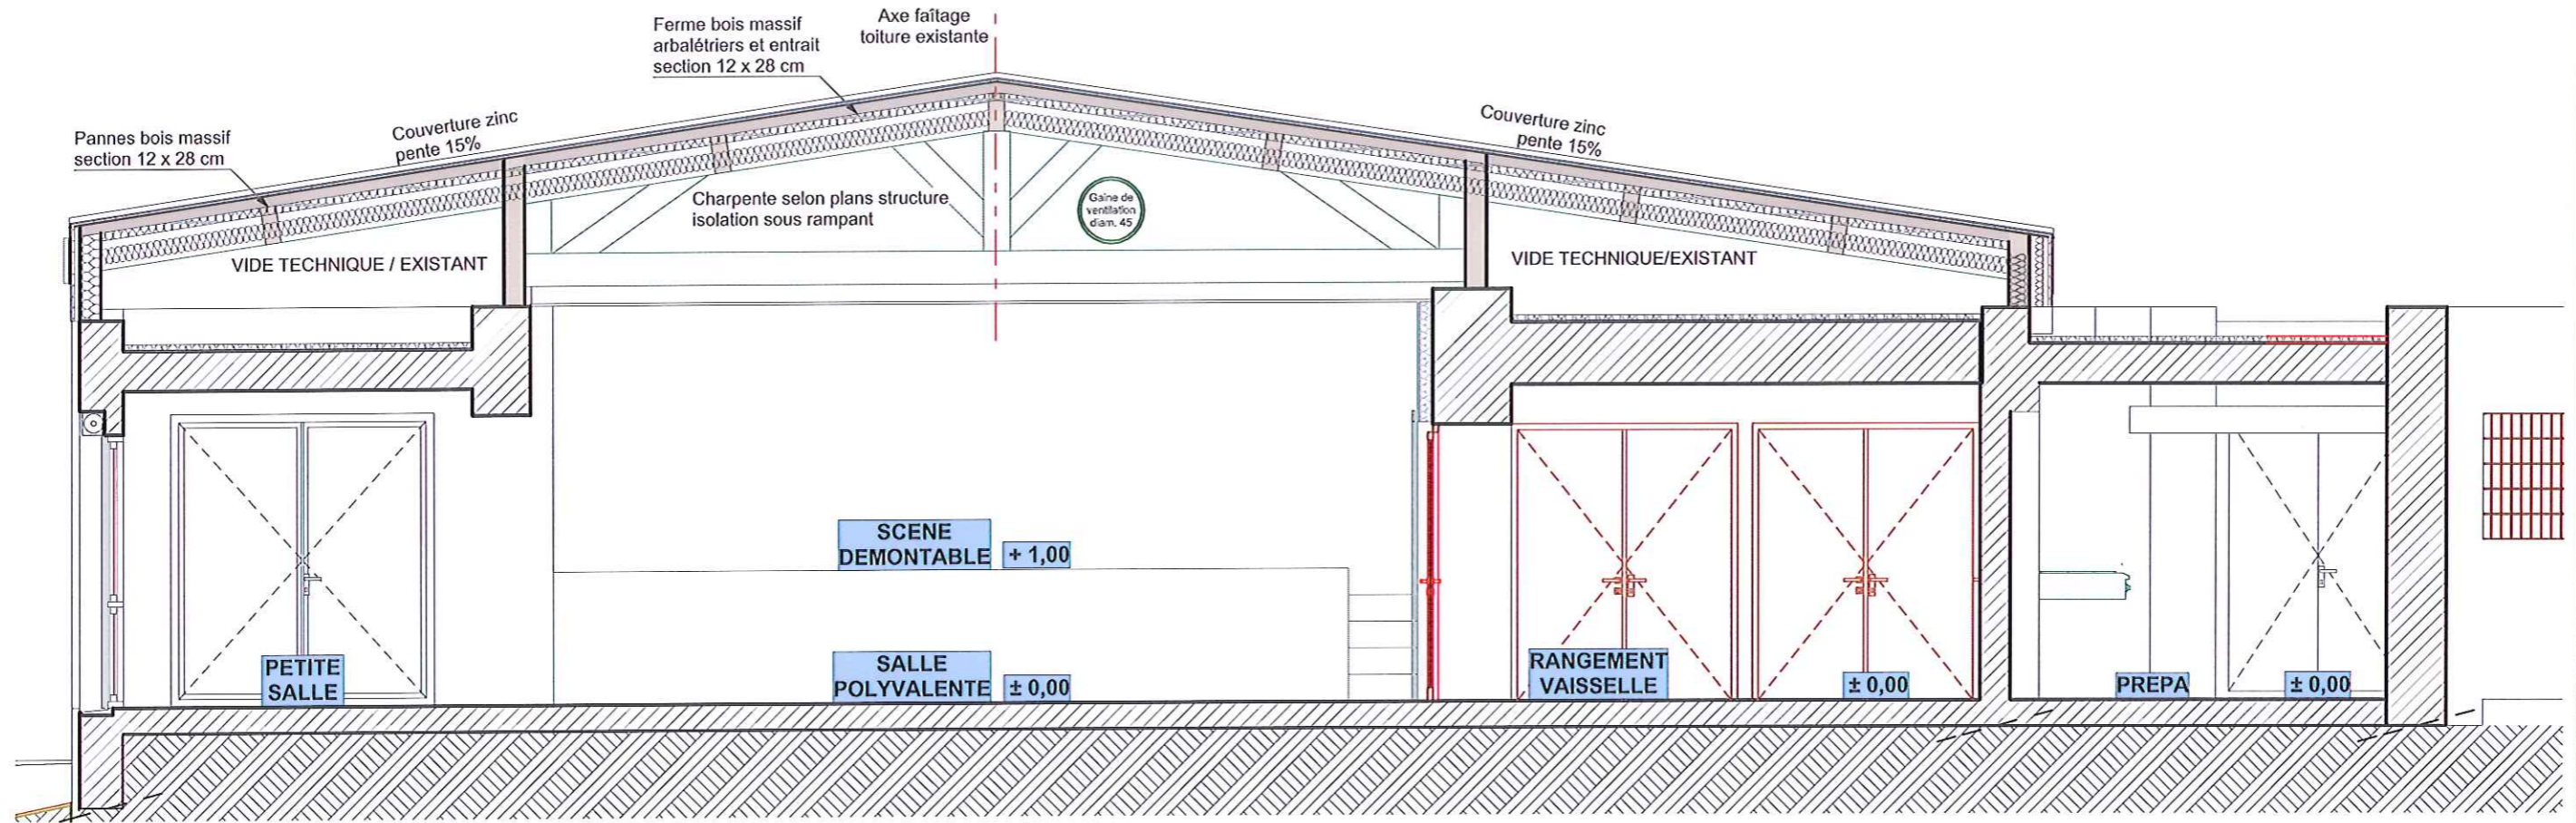 Ferme bois massif
arbalétriers et entrait
section 12 x 28 cm
Axe faîtage
toiture existante
Pannes bois massif
section 12 x 28 cm
Couverture zinc
pente 15%
Couverture zinc
pente 15%
Charpente selon plans structure
isolation sous rampant
Gaine de
ventilation
diam. 45
VIDE TECHNIQUE / EXISTANT
VIDE TECHNIQUE/EXISTANT
SCENE
DEMONTABLE
+ 1,00
PETITE
SALLE
SALLE
POLYVALENTE
± 0,00
RANGEMENT
VAISSELLE
± 0,00
PREPA
± 0,00